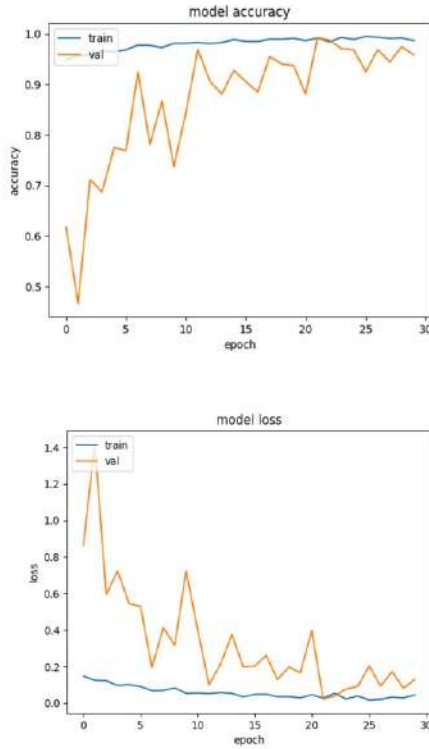 model accuracy
train
val
1.0
0.9
0.8
0.7
0.6
0.5
accuracy
0 5 10 15 20 25 30
epoch
model loss
train
val
1.4
1.2
1.0
0.8
0.6
0.4
0.2
0.0
loss
0 5 10 15 20 25 30
epoch